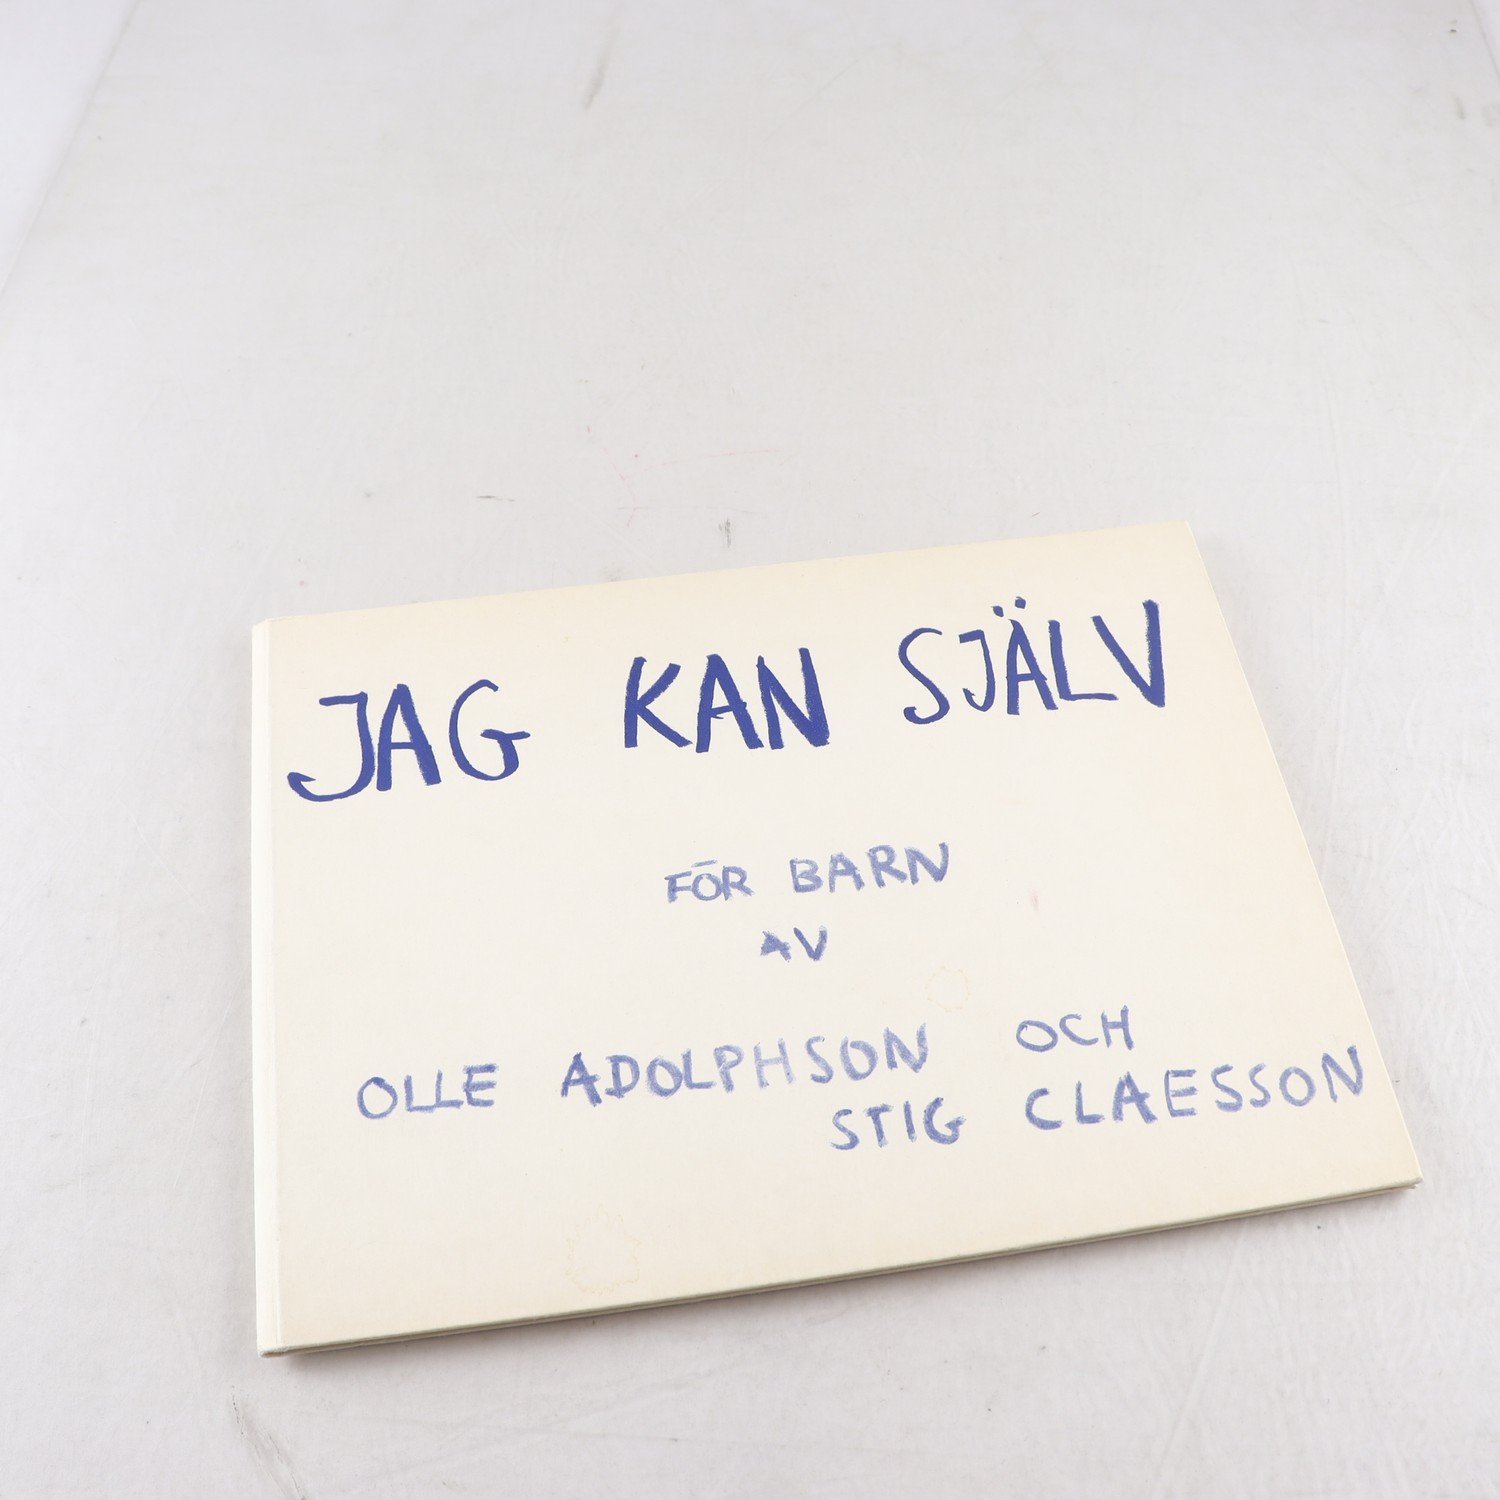 JAG KAN SJÄLV
FÖR BARN
AV
OLLE ADOLPHSON OCH
STIG CLAESSON